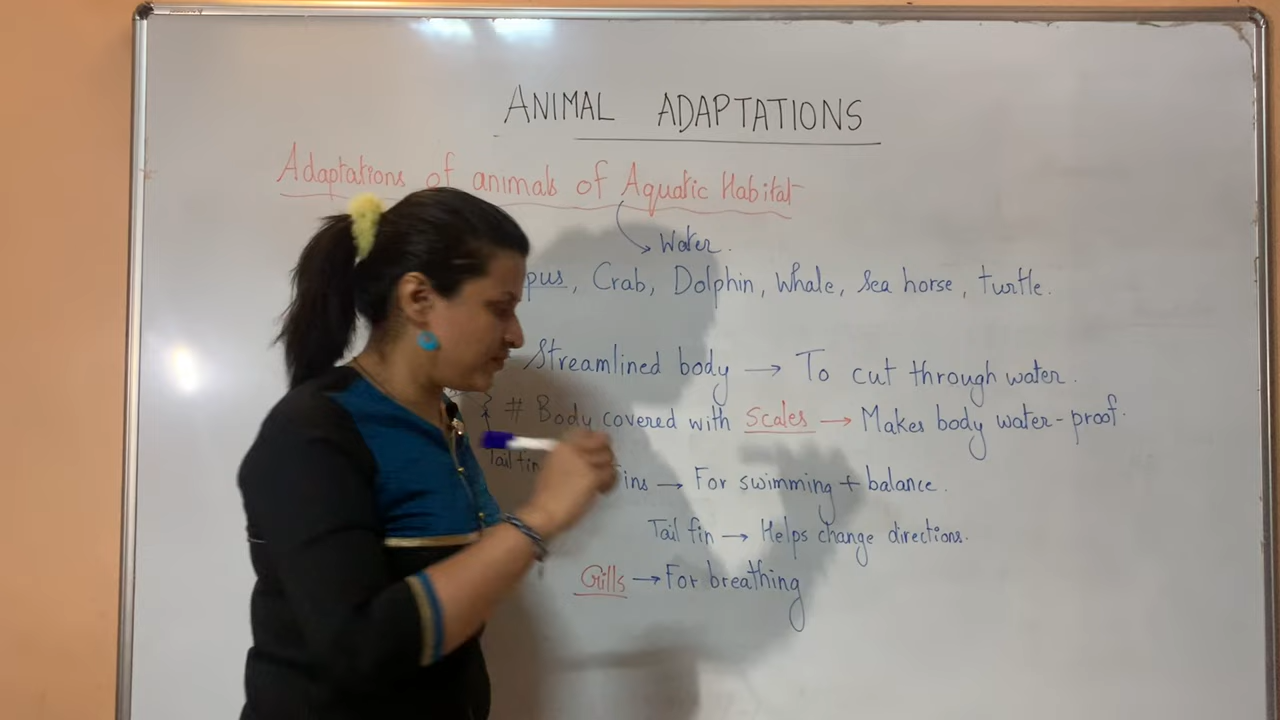 ANIMAL ADAPTATIONS
Adaptations of animals of Aquatic Habitat
Water.
pus, Crab, Dolphin, Whale, Sea horse, turtle.
Streamlined body → To cut through water.
# Body covered with Scales → Makes body water-proof.
Tail fin
ins → For swimming + balance.
Tail fin → Helps change directions.
Gills → For breathing